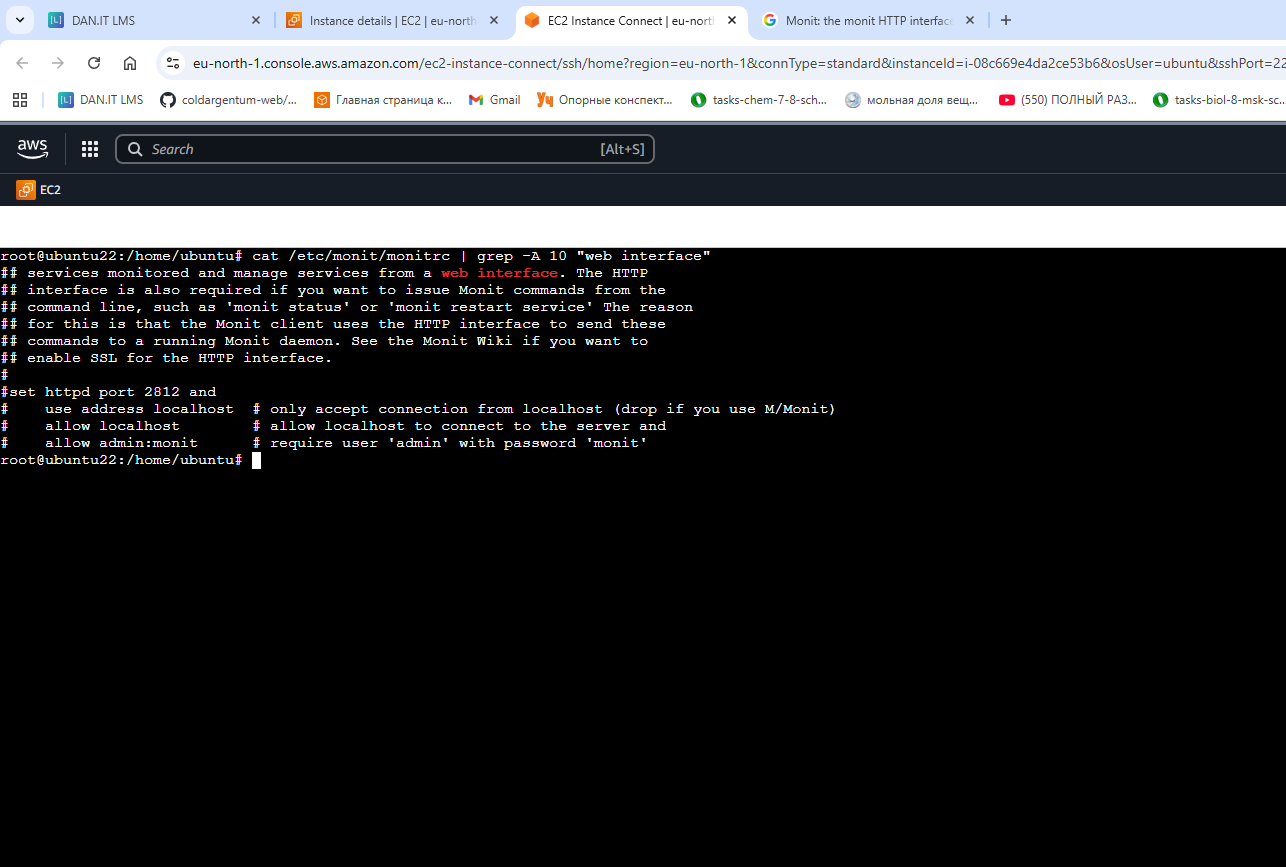 DAN.IT LMS
Instance details | EC2 | eu-north
EC2 Instance Connect | eu-nort
Monit: the monit HTTP interface
eu-north-1.console.aws.amazon.com/ec2-instance-connect/ssh/home?region=eu-north-1&connType=standard&instanceId=i-08c669e4da2ce53b6&osUser=ubuntu&sshPort=22
[L] DAN.IT LMS
coldargentum-web/...
Главная страница к...
Gmail
Опорные конспект...
tasks-chem-7-8-sch...
мольная доля вещ...
(550) ПОЛНЫЙ РАЗ...
tasks-biol-8-msk-sc...
aws
Search
[Alt+S]
EC2
root@ubuntu22:/home/ubuntu# cat /etc/monit/monitrc | grep -A 10 "web interface"
## services monitored and manage services from a web interface. The HTTP
## interface is also required if you want to issue Monit commands from the
## command line, such as 'monit status' or 'monit restart service' The reason
## for this is that the Monit client uses the HTTP interface to send these
## commands to a running Monit daemon. See the Monit Wiki if you want to
## enable SSL for the HTTP interface.
#
#set httpd port 2812 and
#    use address localhost  # only accept connection from localhost (drop if you use M/Monit)
#    allow localhost        # allow localhost to connect to the server and
#    allow admin:monit      # require user 'admin' with password 'monit'
root@ubuntu22:/home/ubuntu#